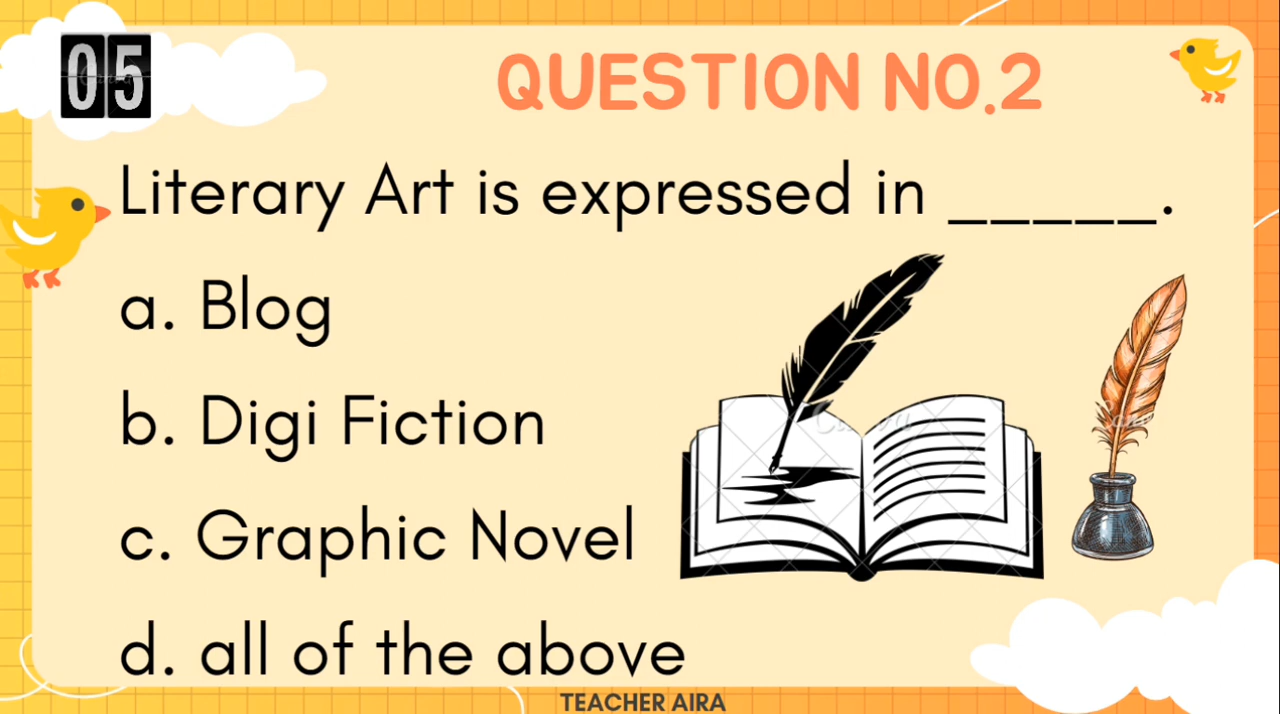 05
QUESTION NO.2
Literary Art is expressed in _____.
a. Blog
b. Digi Fiction
c. Graphic Novel
d. all of the above
TEACHER AIRA